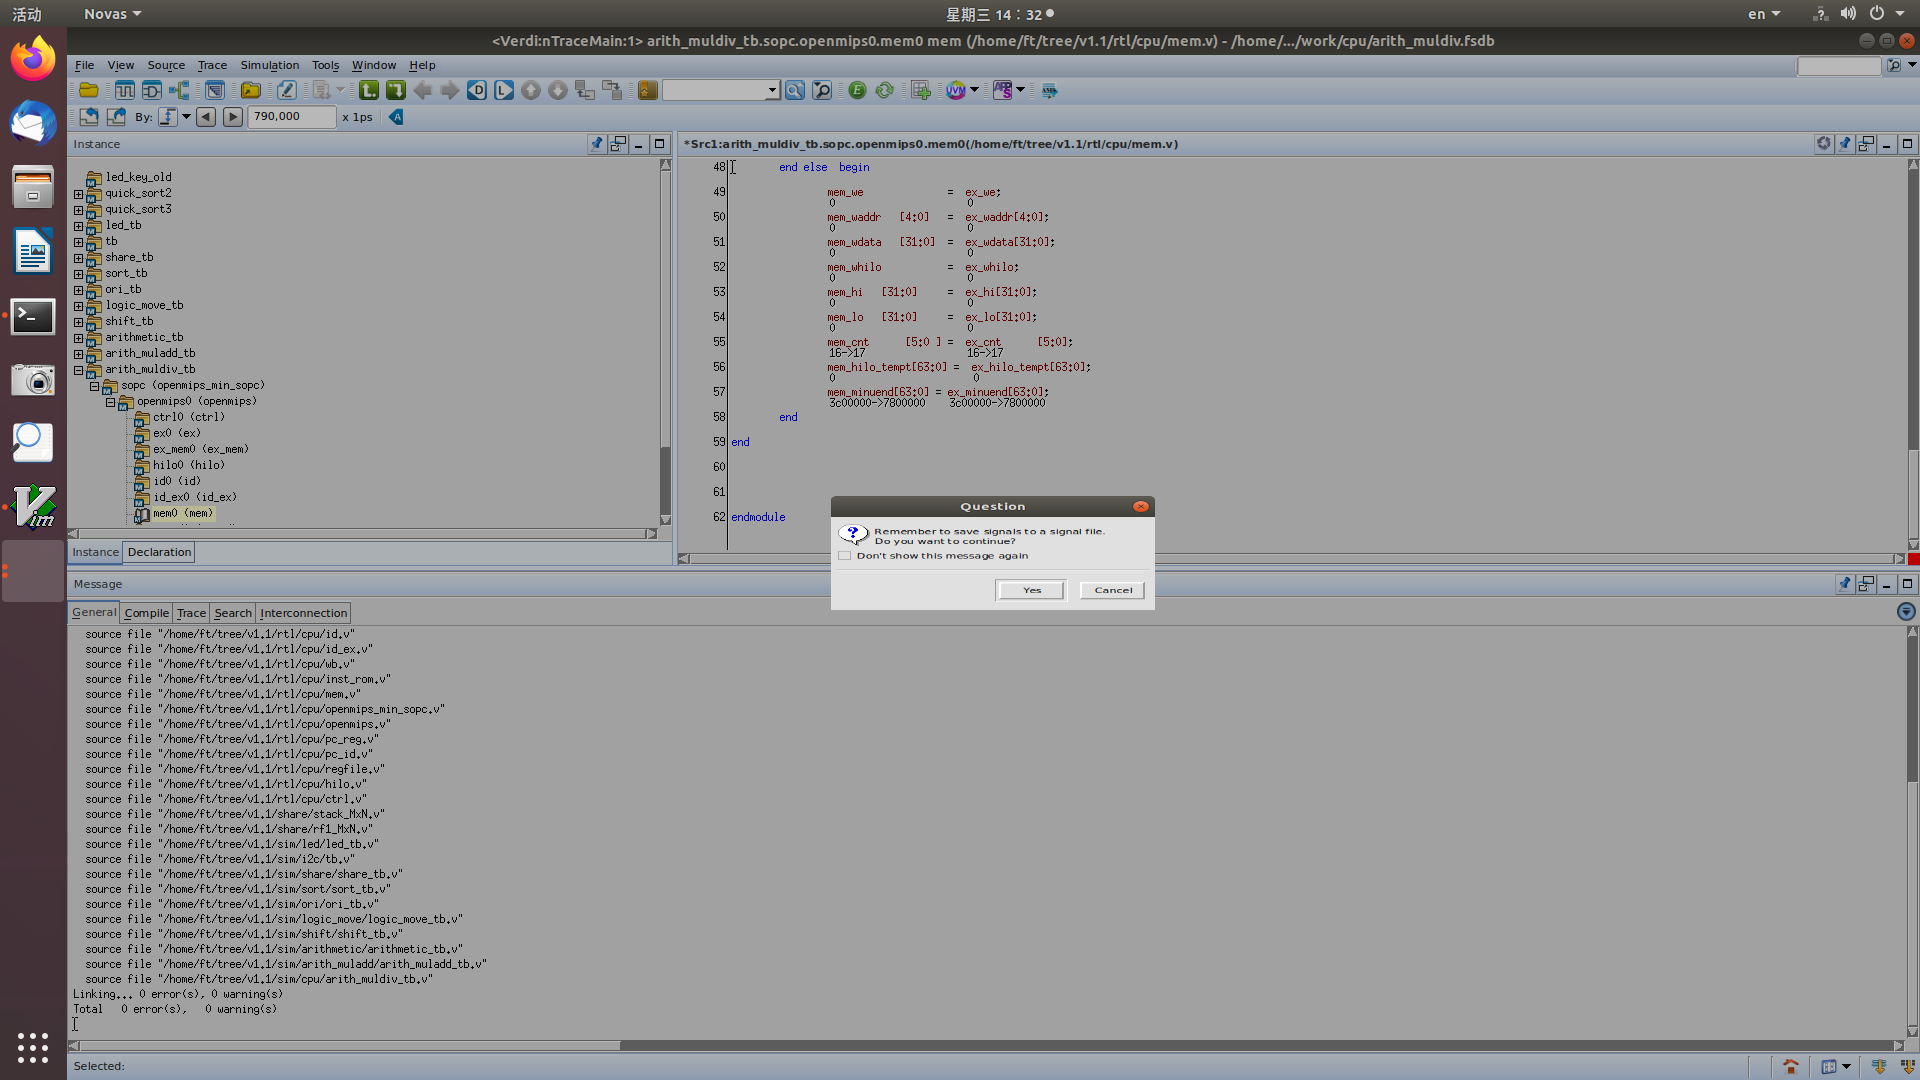 活动
Novas
星期三 14：32
en
<Verdi:nTraceMain:1> arith_muldiv_tb.sopc.openmips0.mem0 mem (/home/ft/tree/v1.1/rtl/cpu/mem.v) - /home/.../work/cpu/arith_muldiv.fsdb
File View Source Trace Simulation Tools Window Help
By: 790,000 x 1ps
Instance
led_key_old
quick_sort2
quick_sort3
led_tb
tb
share_tb
sort_tb
ori_tb
logic_move_tb
shift_tb
arithmetic_tb
arith_muladd_tb
arith_muldiv_tb
sopc (openmips_min_sopc)
openmips0 (openmips)
ctrl0 (ctrl)
ex0 (ex)
ex_mem0 (ex_mem)
hilo0 (hilo)
id0 (id)
id_ex0 (id_ex)
mem0 (mem)
Instance Declaration
*Src1:arith_muldiv_tb.sopc.openmips0.mem0(/home/ft/tree/v1.1/rtl/cpu/mem.v)
48 end else begin
49 mem_we = ex_we;
0 0
50 mem_waddr [4:0] = ex_waddr[4:0];
0 0
51 mem_wdata [31:0] = ex_wdata[31:0];
0 0
52 mem_whilo = ex_whilo;
0 0
53 mem_hi [31:0] = ex_hi[31:0];
0 0
54 mem_lo [31:0] = ex_lo[31:0];
0 0
55 mem_cnt [5:0 ] = ex_cnt [5:0];
16->17 16->17
56 mem_hilo_tempt[63:0] = ex_hilo_tempt[63:0];
0 0
57 mem_minuend[63:0] = ex_minuend[63:0];
3c00000->7800000 3c00000->7800000
58 end
59 end
60
61
62 endmodule
Question
Remember to save signals to a signal file.
Do you want to continue?
Don't show this message again
Yes Cancel
Message
General Compile Trace Search Interconnection
source file "/home/ft/tree/v1.1/rtl/cpu/id.v"
source file "/home/ft/tree/v1.1/rtl/cpu/id_ex.v"
source file "/home/ft/tree/v1.1/rtl/cpu/wb.v"
source file "/home/ft/tree/v1.1/rtl/cpu/inst_rom.v"
source file "/home/ft/tree/v1.1/rtl/cpu/mem.v"
source file "/home/ft/tree/v1.1/rtl/cpu/openmips_min_sopc.v"
source file "/home/ft/tree/v1.1/rtl/cpu/openmips.v"
source file "/home/ft/tree/v1.1/rtl/cpu/pc_reg.v"
source file "/home/ft/tree/v1.1/rtl/cpu/pc_id.v"
source file "/home/ft/tree/v1.1/rtl/cpu/regfile.v"
source file "/home/ft/tree/v1.1/rtl/cpu/hilo.v"
source file "/home/ft/tree/v1.1/rtl/cpu/ctrl.v"
source file "/home/ft/tree/v1.1/share/stack_MxN.v"
source file "/home/ft/tree/v1.1/share/rf1_MxN.v"
source file "/home/ft/tree/v1.1/sim/led/led_tb.v"
source file "/home/ft/tree/v1.1/sim/i2c/tb.v"
source file "/home/ft/tree/v1.1/sim/share/share_tb.v"
source file "/home/ft/tree/v1.1/sim/sort/sort_tb.v"
source file "/home/ft/tree/v1.1/sim/ori/ori_tb.v"
source file "/home/ft/tree/v1.1/sim/logic_move/logic_move_tb.v"
source file "/home/ft/tree/v1.1/sim/shift/shift_tb.v"
source file "/home/ft/tree/v1.1/sim/arithmetic/arithmetic_tb.v"
source file "/home/ft/tree/v1.1/sim/arith_muladd/arith_muladd_tb.v"
source file "/home/ft/tree/v1.1/sim/cpu/arith_muldiv_tb.v"
Linking... 0 error(s), 0 warning(s)
Total 0 error(s), 0 warning(s)
Selected: